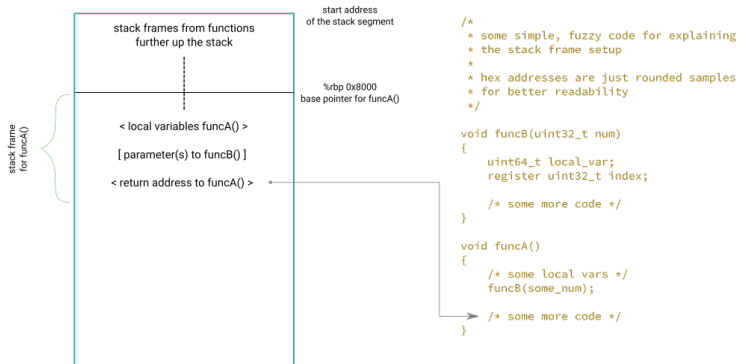 start address
of the stack segment
stack frames from functions
further up the stack
%rbp 0x8000
base pointer for funcA()
stack frame
for funcA()
< local variables funcA() >
[ parameter(s) to funcB() ]
< return address to funcA() >
/*
 * some simple, fuzzy code for explaining
 * the stack frame setup
 *
 * hex addresses are just rounded samples
 * for better readability
 */
void funcB(uint32_t num)
{
    uint64_t local_var;
    register uint32_t index;
    /* some more code */
}
void funcA()
{
    /* some local vars */
    funcB(some_num);
    /* some more code */
}